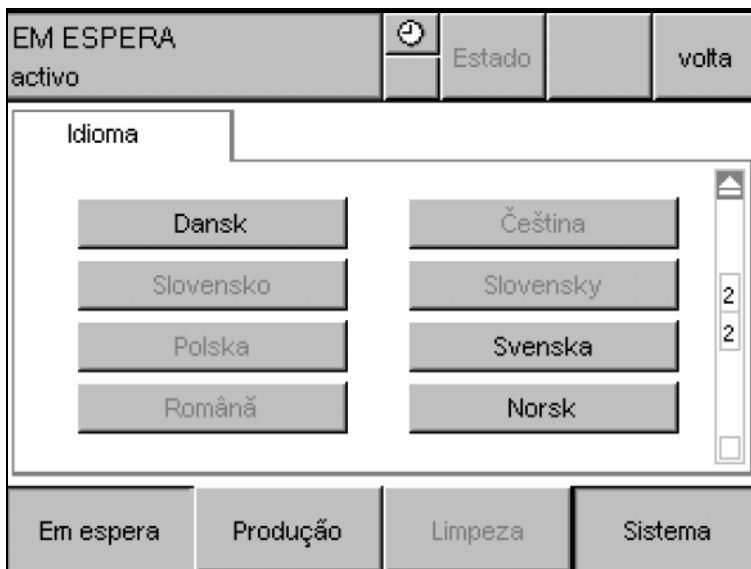 EM ESPERA
activo
Estado
volta
Idioma
Dansk
Čeština
Slovensko
Slovensky
Polska
Svenska
Română
Norsk
2
2
Em espera
Produção
Limpeza
Sistema